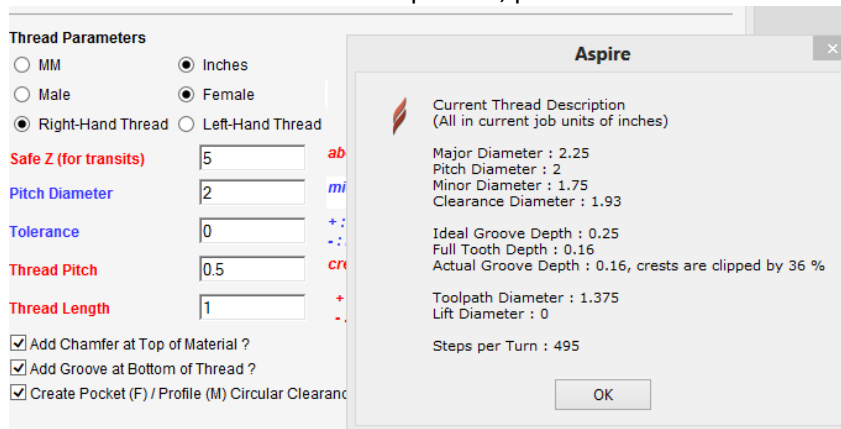 Thread Parameters
MM Inches
Male Female
Right-Hand Thread Left-Hand Thread
Safe Z (for transits) 5
Pitch Diameter 2
Tolerance 0
Thread Pitch 0.5
Thread Length 1
Add Chamfer at Top of Material ?
Add Groove at Bottom of Thread ?
Create Pocket (F) / Profile (M) Circular
Aspire
Current Thread Description
(All in current job units of inches)
Major Diameter : 2.25
Pitch Diameter : 2
Minor Diameter : 1.75
Clearance Diameter : 1.93
Ideal Groove Depth : 0.25
Full Tooth Depth : 0.16
Actual Groove Depth : 0.16, crests are clipped by 36 %
Toolpath Diameter : 1.375
Lift Diameter : 0
Steps per Turn : 495
OK